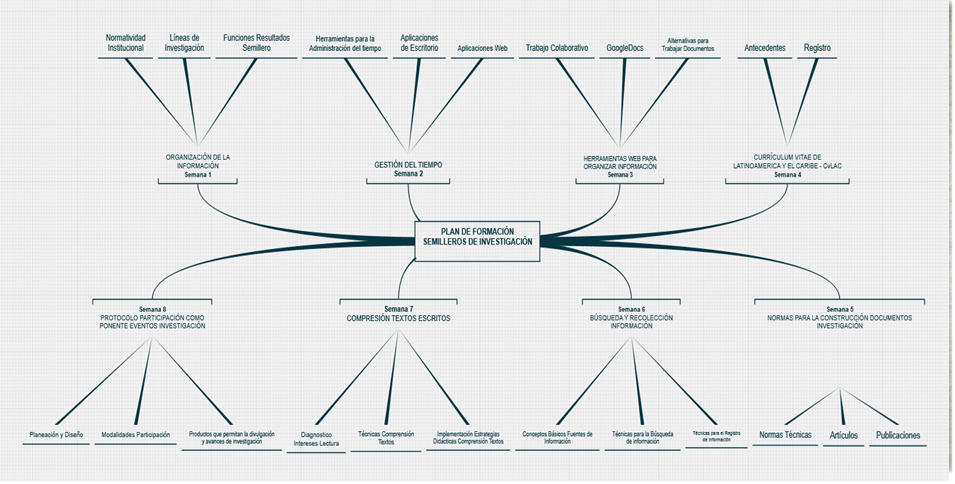 Normatividad
Institucional
Líneas de
Investigación
Funciones Resultados
Semillero
Herramientas para la
Administración del tiempo
Aplicaciones
de Escritorio
Aplicaciones Web
Trabajo Colaborativo
GoogleDocs
Alternativas para
Trabajar Documentos
Antecedentes
Registro
ORGANIZACIÓN DE LA
INFORMACIÓN
Semana 1
GESTIÓN DEL TIEMPO
Semana 2
HERRAMIENTAS WEB PARA
ORGANIZAR INFORMACIÓN
Semana 3
CURRÍCULUM VITAE DE
LATINOAMERICA Y EL CARIBE - CvLAC
Semana 4
PLAN DE FORMACIÓN
SEMILLEROS DE INVESTIGACIÓN
Semana 8
PROTOCOLO PARTICIPACIÓN COMO
PONENTE EVENTOS INVESTIGACIÓN
Semana 7
COMPRESIÓN TEXTOS ESCRITOS
Semana 6
BÚSQUEDA Y RECOLECCIÓN
INFORMACIÓN
Semana 5
NORMAS PARA LA CONSTRUCCIÓN DOCUMENTOS
INVESTIGACIÓN
Planeación y Diseño
Modalidades Participación
Productos que permitan la divulgación
y avances de investigación
Diagnostico
Intereses Lectura
Técnicas Comprensión
Textos
Implementación Estrategias
Didácticas Comprensión Textos
Conceptos Básicos Fuentes de
Información
Técnicas para la Búsqueda
de información
Técnicas para el Registro
de Información
Normas Técnicas
Artículos
Publicaciones